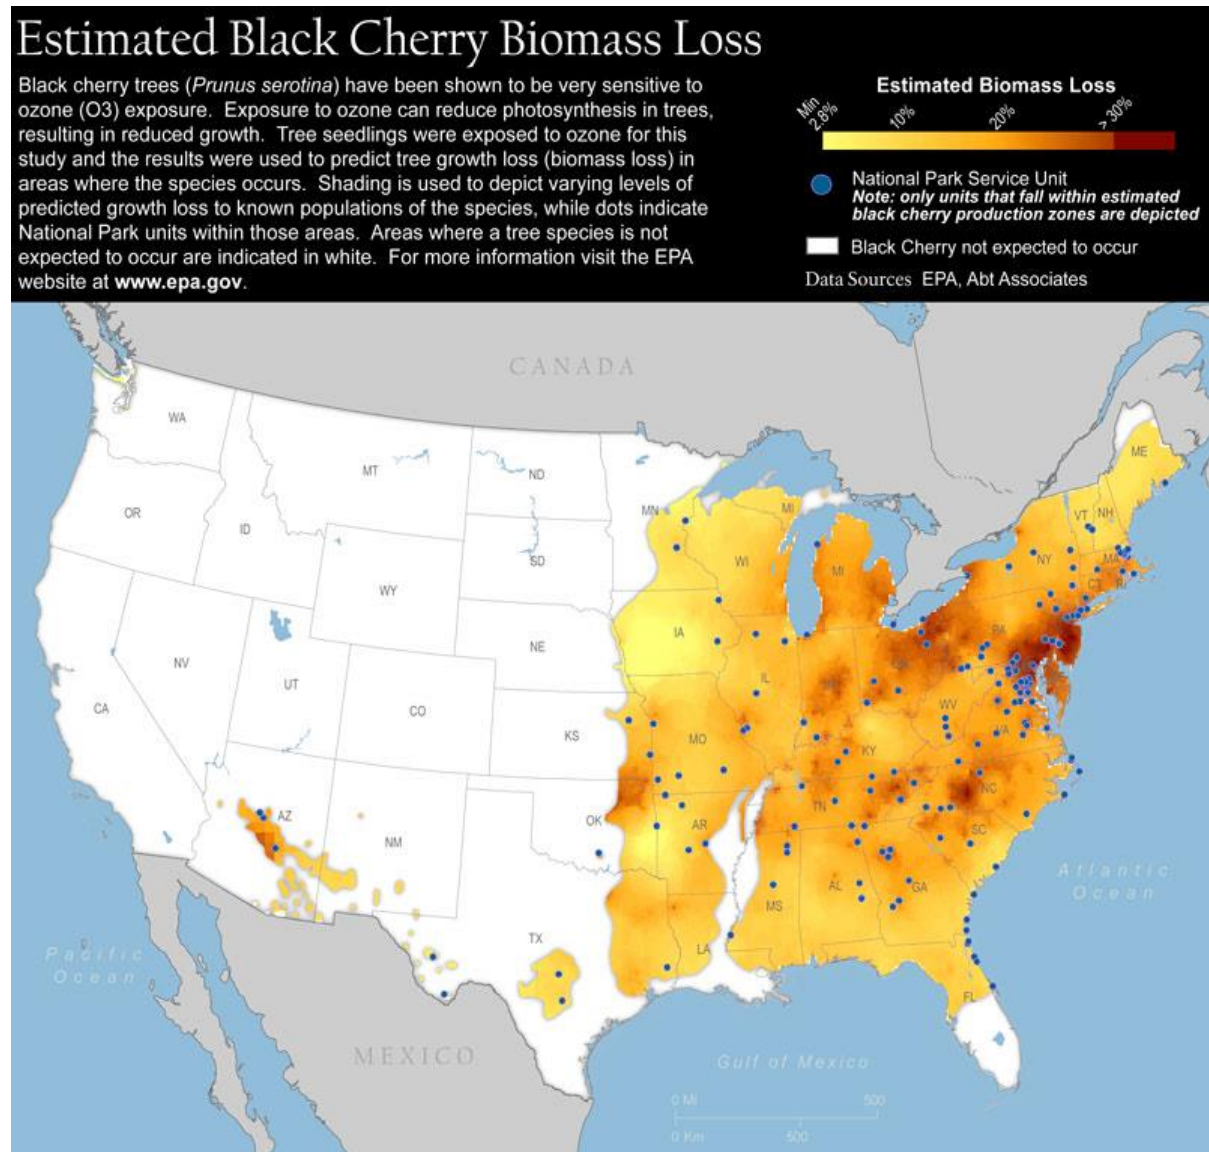 Estimated Black Cherry Biomass Loss
Black cherry trees (Prunus serotina) have been shown to be very sensitive to
ozone (O3) exposure. Exposure to ozone can reduce photosynthesis in trees,
resulting in reduced growth. Tree seedlings were exposed to ozone for this
study and the results were used to predict tree growth loss (biomass loss) in
areas where the species occurs. Shading is used to depict varying levels of
predicted growth loss to known populations of the species, while dots indicate
National Park units within those areas. Areas where a tree species is not
expected to occur are indicated in white. For more information visit the EPA
website at www.epa.gov.
Estimated Biomass Loss
Min
2.8%
10%
20%
> 30%
National Park Service Unit
Note: only units that fall within estimated
black cherry production zones are depicted
Black Cherry not expected to occur
Data Sources EPA, Abt Associates
CANADA
WA
MT
ND
MN
MI
ME
OR
ID
SD
WI
MI
VT
NH
NY
MA
CT
RI
WY
IA
NE
PA
NV
UT
CO
IL
WV
VA
CA
KS
MO
KY
AZ
NM
OK
AR
TN
NC
SC
MS
AL
GA
TX
LA
FL
Pacific
Ocean
Atlantic
Ocean
MEXICO
Gulf of Mexico
0 Mi
500
0 Km
500